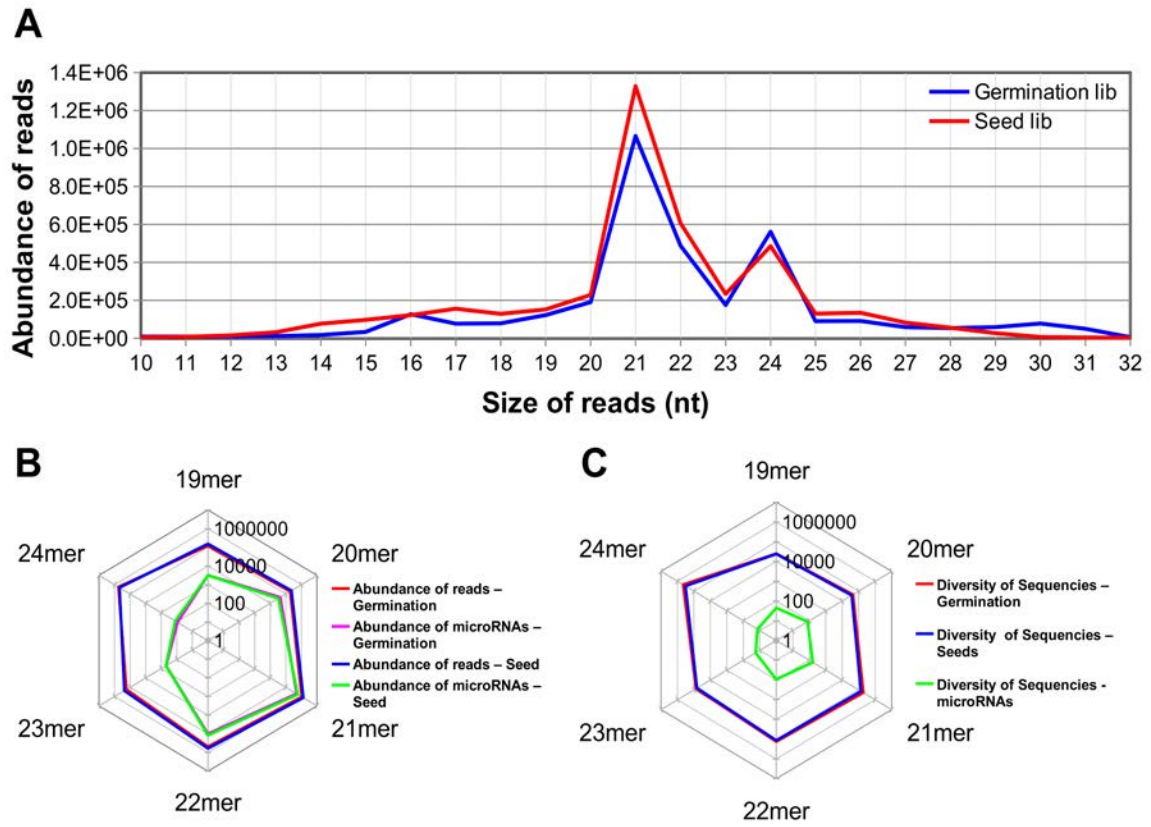 A
Abundance of reads
1.4E+06
1.2E+06
1.0E+06
8.0E+05
6.0E+05
4.0E+05
2.0E+05
0.0E+00
Germination lib
Seed lib
10 11 12 13 14 15 16 17 18 19 20 21 22 23 24 25 26 27 28 29 30 31 32
Size of reads (nt)
B
19mer
20mer
21mer
22mer
23mer
24mer
1000000
10000
100
1
Abundance of reads –
Germination
Abundance of microRNAs –
Germination
Abundance of reads – Seed
Abundance of microRNAs –
Seed
C
19mer
20mer
21mer
22mer
23mer
24mer
1000000
10000
100
1
Diversity of Sequencies –
Germination
Diversity of Sequencies –
Seeds
Diversity of Sequencies -
microRNAs